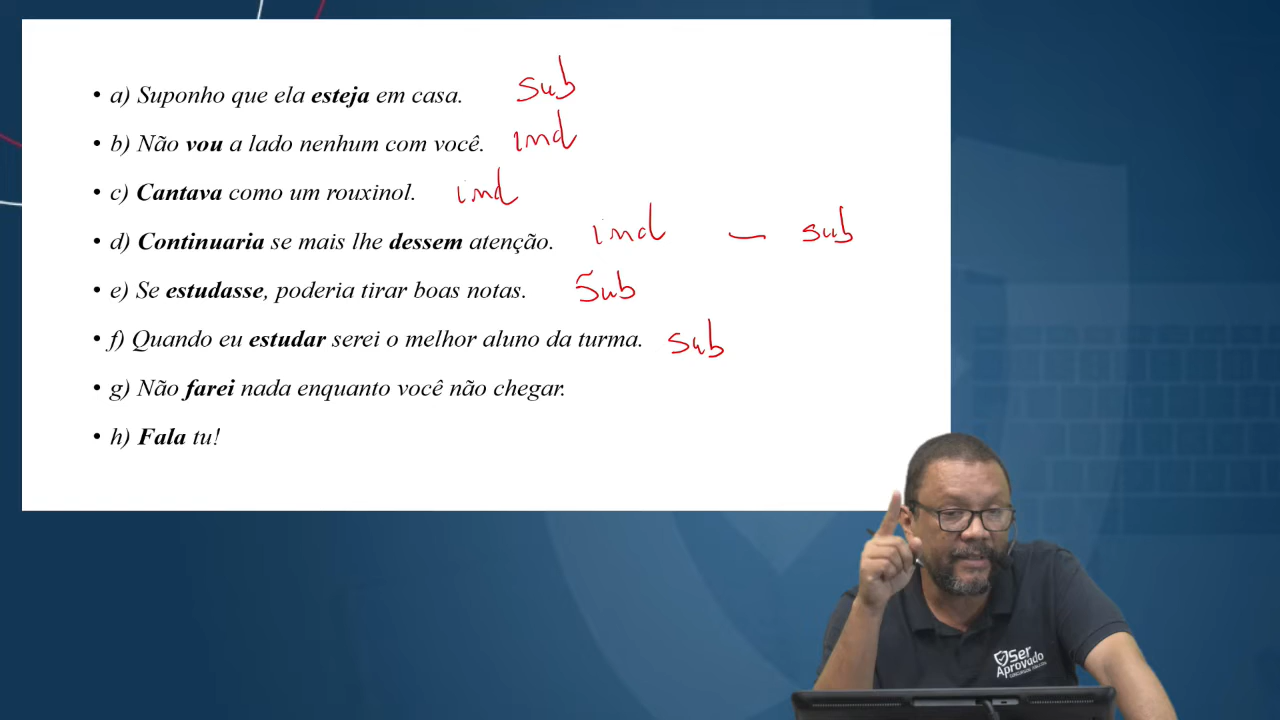 • a) Suponho que ela esteja em casa. sub
• b) Não vou a lado nenhum com você. ind
• c) Cantava como um rouxinol. ind
• d) Continuaria se mais lhe dessem atenção. ind — sub
• e) Se estudasse, poderia tirar boas notas. Sub
• f) Quando eu estudar serei o melhor aluno da turma. sub
• g) Não farei nada enquanto você não chegar.
• h) Fala tu!
Ser
Aprovado